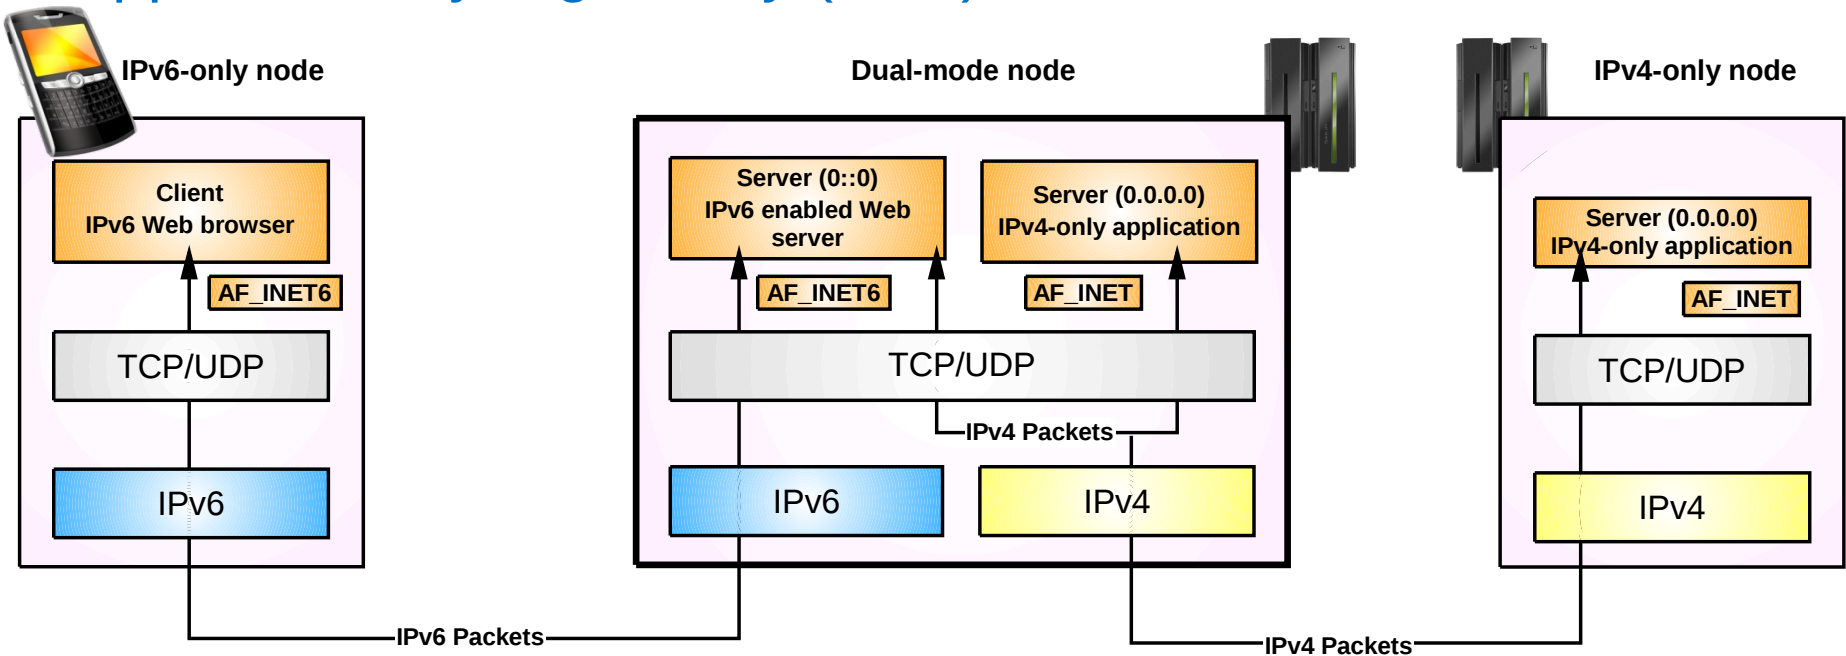 IPv6-only node
Dual-mode node
IPv4-only node
Client
IPv6 Web browser
AF_INET6
TCP/UDP
IPv6
Server (0::0)
IPv6 enabled Web
server
Server (0.0.0.0)
IPv4-only application
AF_INET6
AF_INET
TCP/UDP
IPv4 Packets
IPv6
IPv4
Server (0.0.0.0)
IPv4-only application
AF_INET
TCP/UDP
IPv4
IPv6 Packets
IPv4 Packets